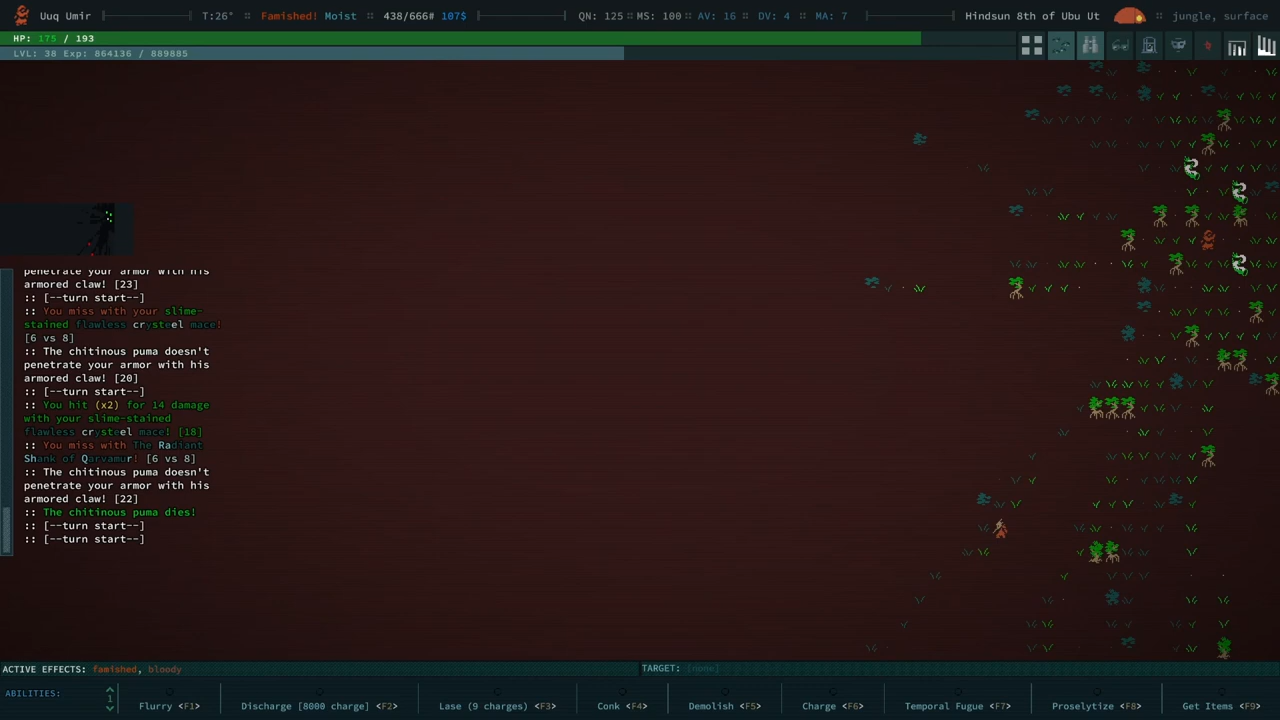 Uuq Umir T:26° :: Famished! Moist :: 438/666# 107$ QN: 125 :: MS: 100 :: AV: 16 :: DV: 4 :: MA: 7 Hindsun 8th of Ubu Ut :: jungle, surface
HP: 175 / 193
LVL: 38 Exp: 864136 / 889885
penetrate your armor with his
armored claw! [23]
:: [--turn start--]
:: You miss with your slime-
stained flawless crysteel mace!
[6 vs 8]
:: The chitinous puma doesn't
penetrate your armor with his
armored claw! [20]
:: [--turn start--]
:: You hit (x2) for 14 damage
with your slime-stained
flawless crysteel mace! [18]
:: You miss with The Radiant
Shank of Qarvamur! [6 vs 8]
:: The chitinous puma doesn't
penetrate your armor with his
armored claw! [22]
:: The chitinous puma dies!
:: [--turn start--]
:: [--turn start--]
ACTIVE EFFECTS: famished, bloody TARGET: [none]
ABILITIES: 1 Flurry <F1> Discharge [8000 charge] <F2> Lase (9 charges) <F3> Conk <F4> Demolish <F5> Charge <F6> Temporal Fugue <F7> Proselytize <F8> Get Items <F9>